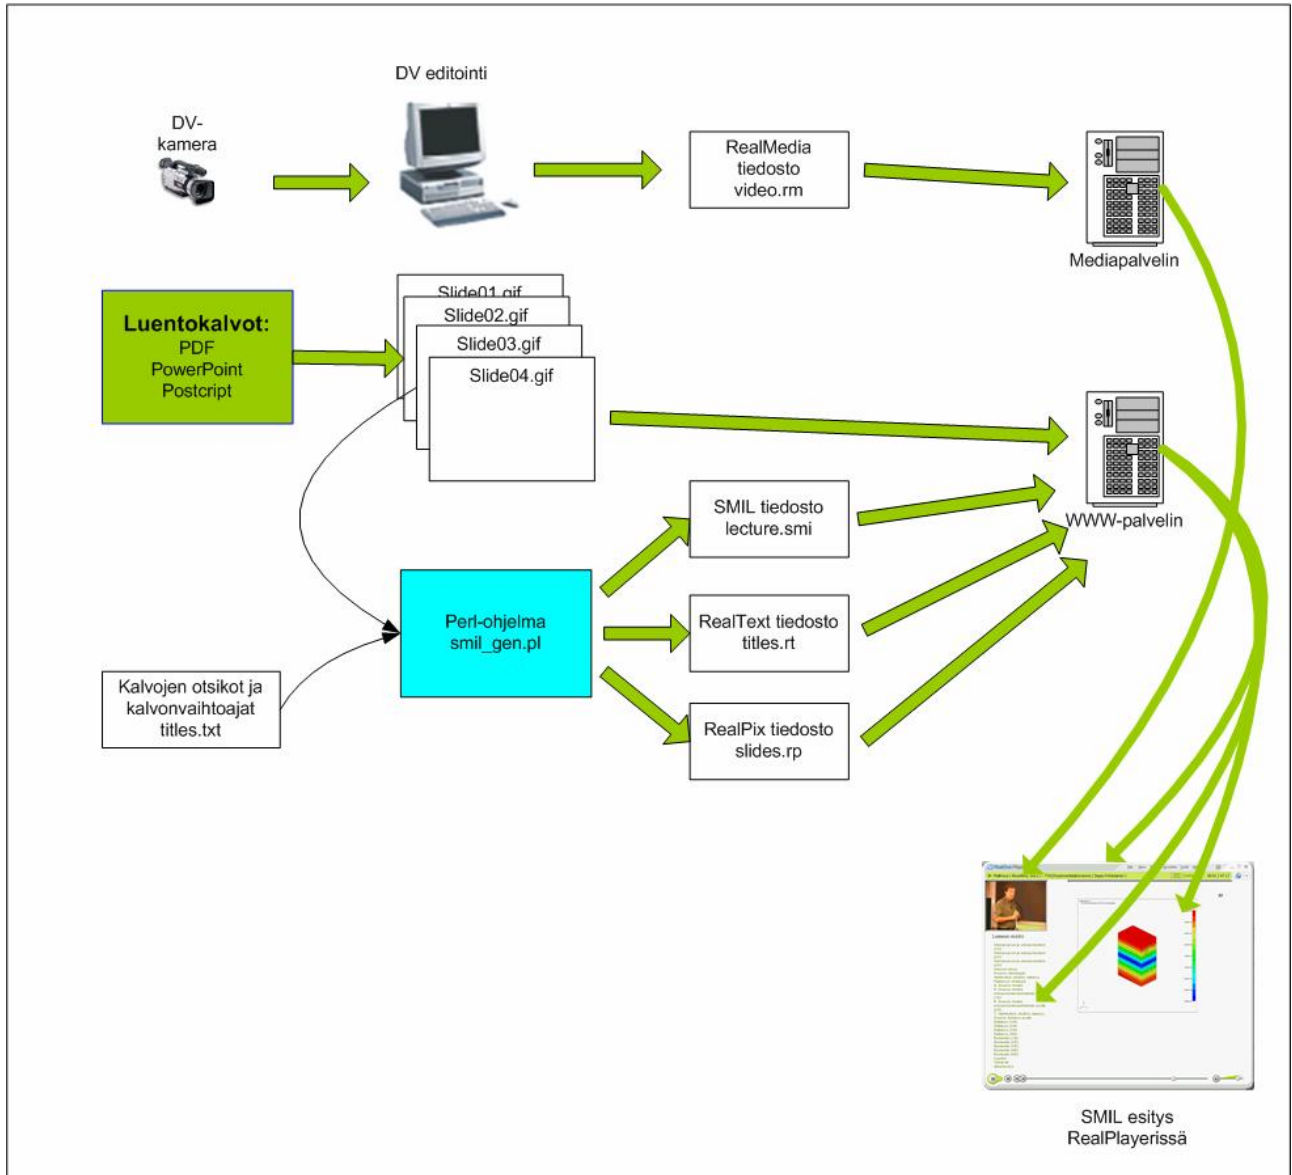 DV editointi
DV-
kamera
RealMedia
tiedosto
video.rm
Mediapalvelin
Luentokalvot:
PDF
PowerPoint
Postcript
Slide01.gif
Slide02.gif
Slide03.gif
Slide04.gif
WWW-palvelin
SMIL tiedosto
lecture.smi
Perl-ohjelma
smil_gen.pl
RealText tiedosto
titles.rt
Kalvojen otsikot ja
kalvonvaihtoajat
titles.txt
RealPix tiedosto
slides.rp
SMIL esitys
RealPlayerissä